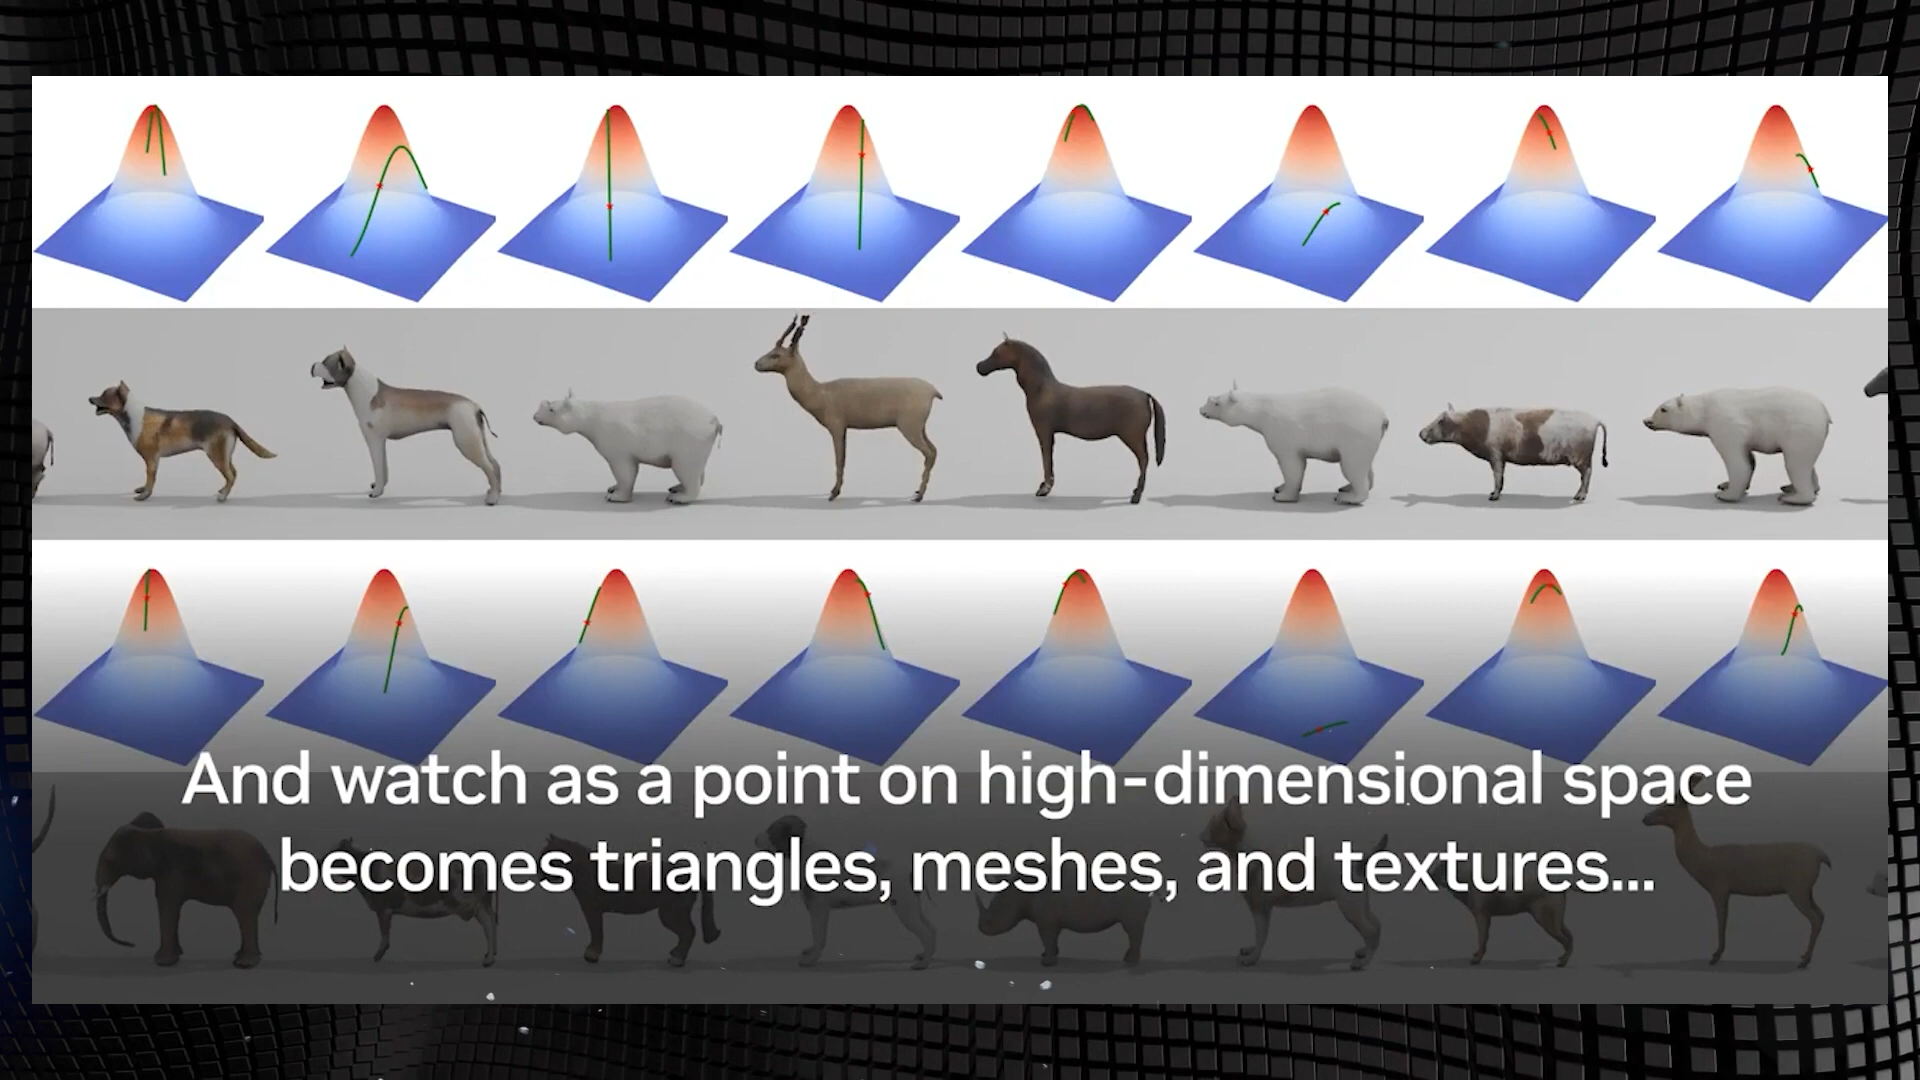 And watch as a point on high-dimensional space
becomes triangles, meshes, and textures...